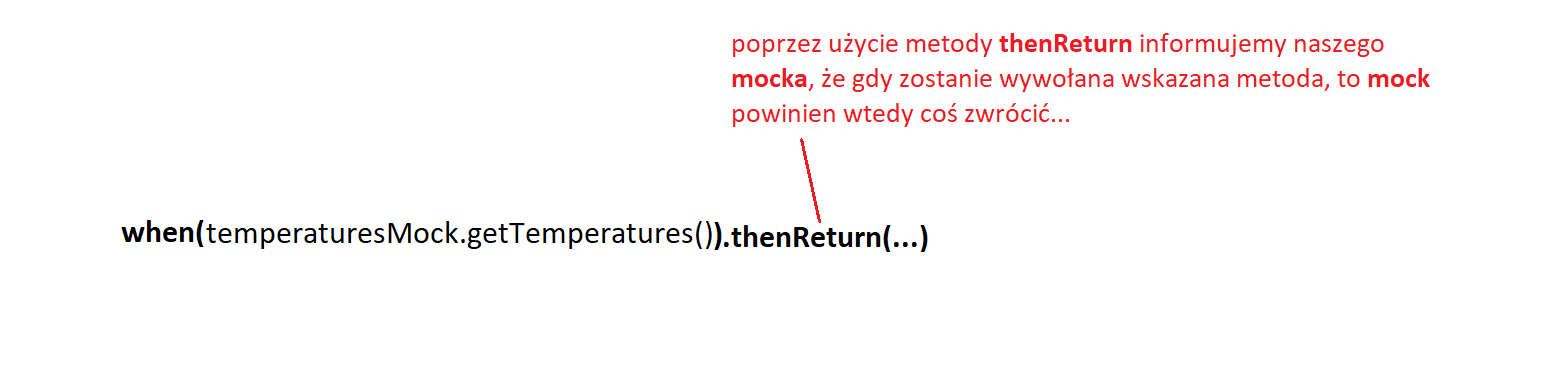 poprzez użycie metody thenReturn informujemy naszego
mocka, że gdy zostanie wywołana wskazana metoda, to mock
powinien wtedy coś zwrócić...
when(temperaturesMock.getTemperatures()).thenReturn(...)